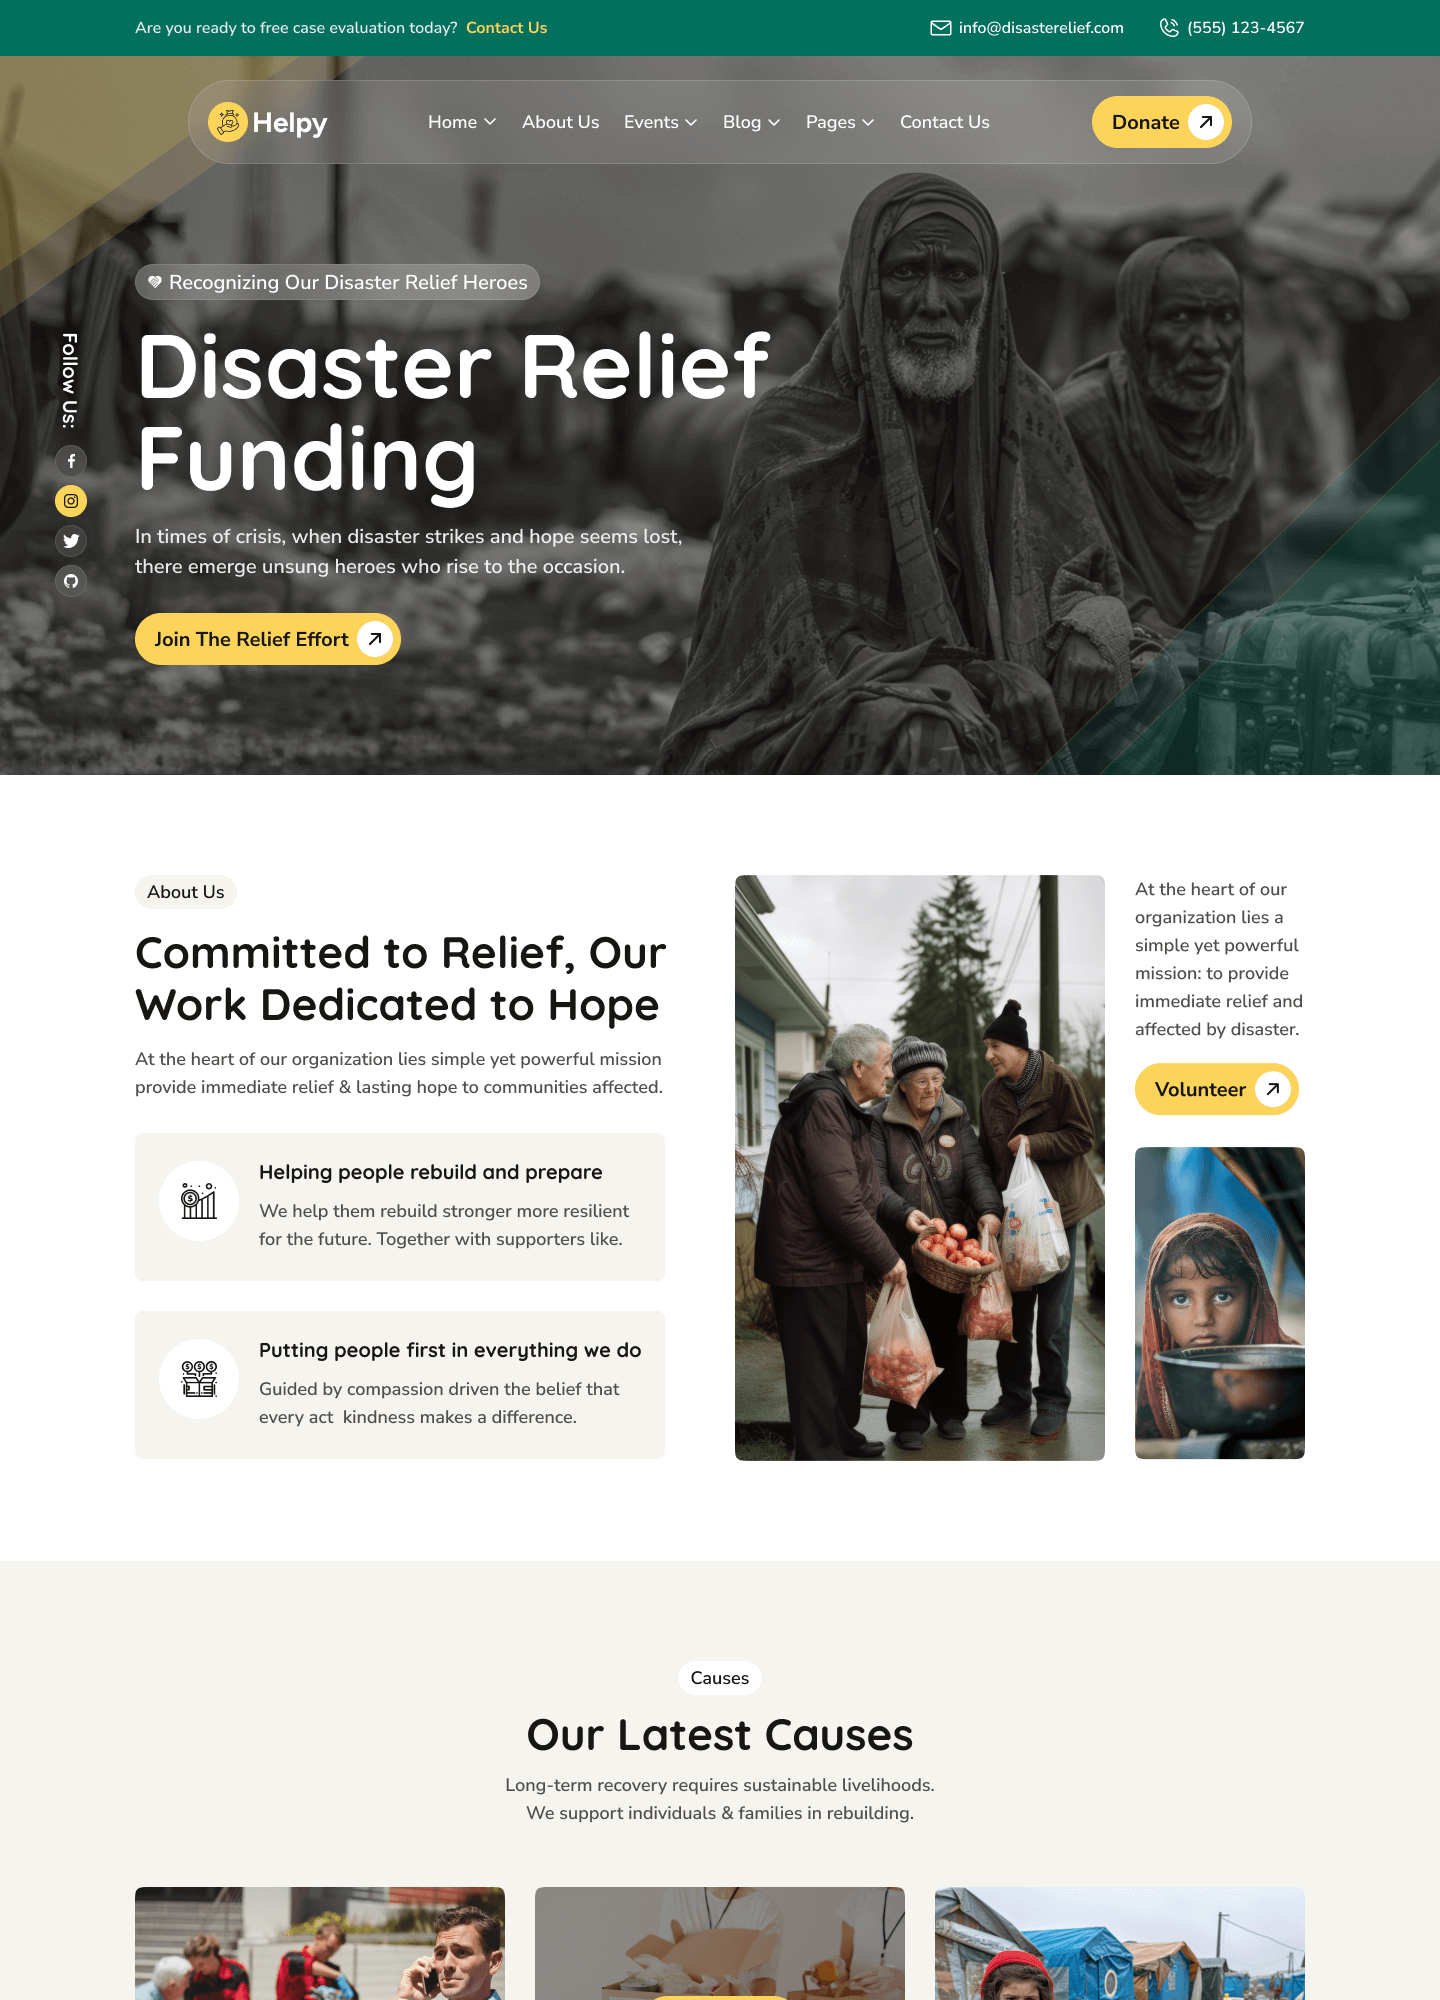 Are you ready to free case evaluation today? Contact Us
info@disasterelief.com
(555) 123-4567
Helpy
Home
About Us
Events
Blog
Pages
Contact Us
Donate
Recognizing Our Disaster Relief Heroes
Disaster Relief
Funding
Follow Us:
In times of crisis, when disaster strikes and hope seems lost,
there emerge unsung heroes who rise to the occasion.
Join The Relief Effort
About Us
Committed to Relief, Our
Work Dedicated to Hope
At the heart of our organization lies simple yet powerful mission
provide immediate relief & lasting hope to communities affected.
Helping people rebuild and prepare
We help them rebuild stronger more resilient
for the future. Together with supporters like.
Putting people first in everything we do
Guided by compassion driven the belief that
every act  kindness makes a difference.
At the heart of our
organization lies a
simple yet powerful
mission: to provide
immediate relief and
affected by disaster.
Volunteer
Causes
Our Latest Causes
Long-term recovery requires sustainable livelihoods.
We support individuals & families in rebuilding.